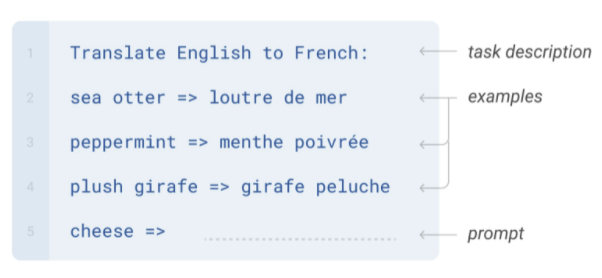 1 Translate English to French: task description
2 sea otter => loutre de mer examples
3 peppermint => menthe poivrée
4 plush girafe => girafe peluche
5 cheese => prompt